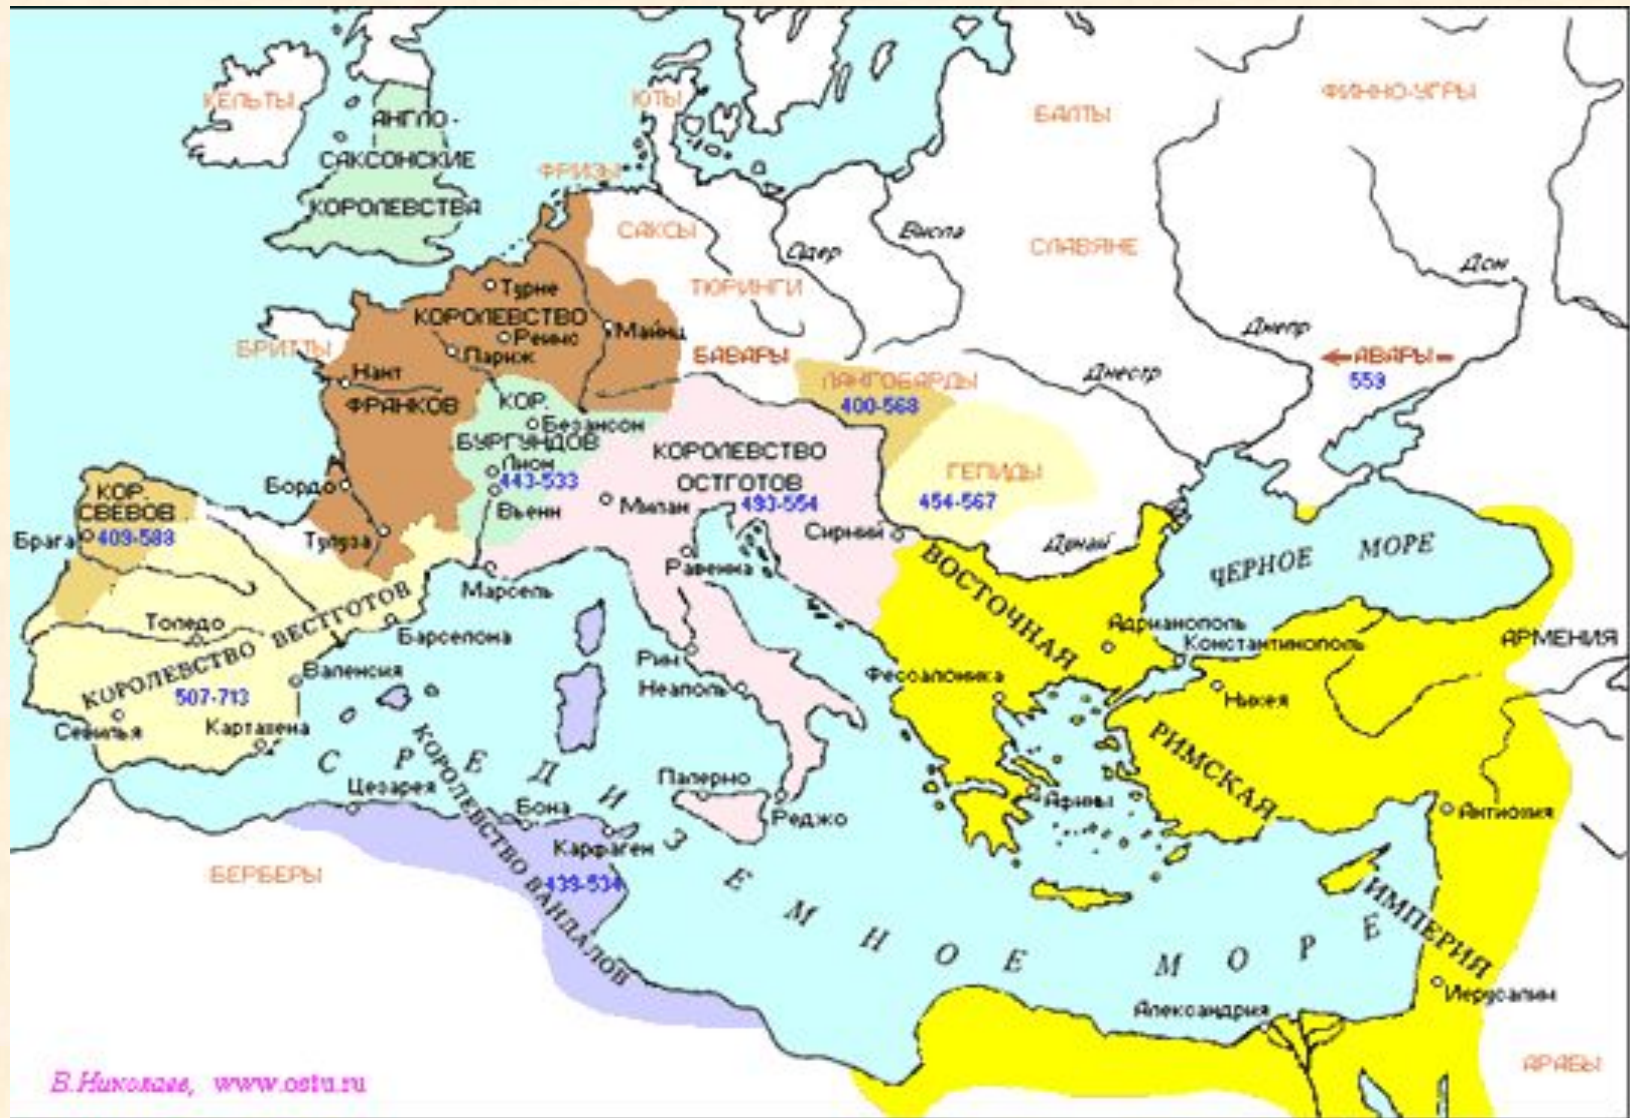 КЕЛЬТЫ
АНГЛО-
САКСОНСКИЕ
КОРОЛЕВСТВА
ЮТЫ
ФРИЗЫ
САКСЫ
ТЮРИНГИ
БАВАРЫ
БАЛТЫ
ФИННО-УГРЫ
СЛАВЯНЕ
Одер
Висла
Дон
Днепр
Днестр
АВАРЫ
559
БРИТТЫ
Турне
КОРОЛЕВСТВО
Реимс
Париж
Майнц
Нант
ФРАНКОВ
КОР.
Безансон
БУРГУНДОВ
Лион
443-533
Вьенн
Бордо
Тулуза
ЛАНГОБАРДЫ
400-568
ГЕПИДЫ
454-567
КОРОЛЕВСТВО
ОСТГОТОВ
493-554
Милан
Сирмий
Равенна
Марсель
Рим
Неаполь
Палермо
Реджо
КОР.
СВЕВОВ
Брага
409-588
Толедо
КОРОЛЕВСТВО ВЕСТГОТОВ
507-713
Барселона
Валенсия
Севилья
Картахена
Дунай
ЧЕРНОЕ МОРЕ
ВОСТОЧНАЯ
РИМСКАЯ
ИМПЕРИЯ
Адрианополь
Константинополь
АРМЕНИЯ
Фессалоника
Никея
Афины
Антиохия
Иерусалим
Александрия
АРАБЫ
СРЕДИЗЕМНОЕ МОРЕ
Цезарея
Бона
Карфаген
КОРОЛЕВСТВО ВАНДАЛОВ
439-534
БЕРБЕРЫ
В.Николаев, www.ostu.ru